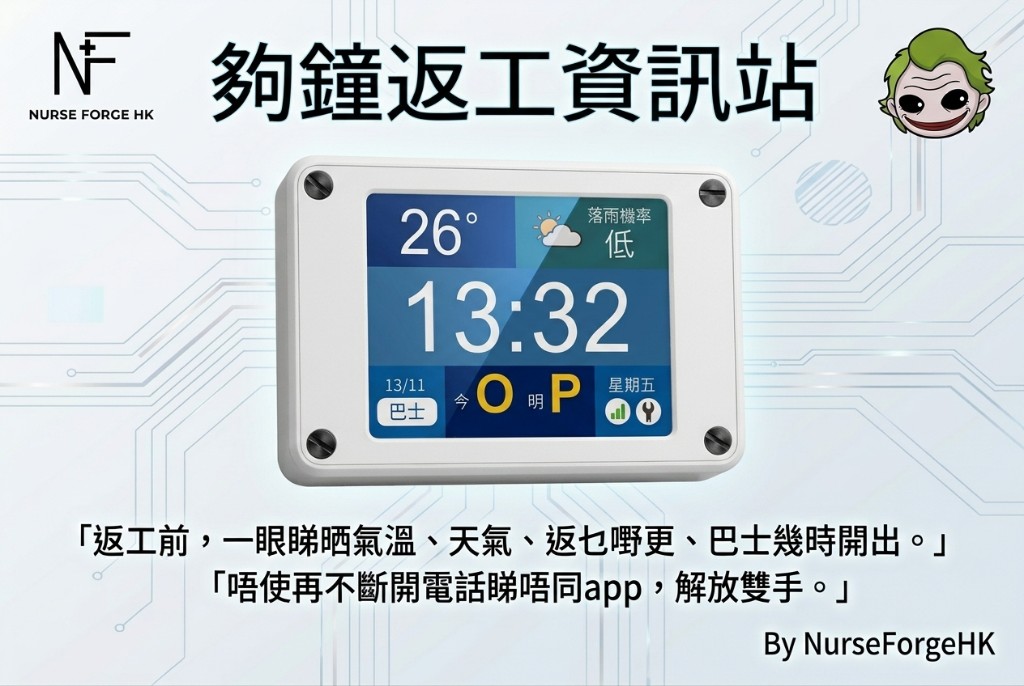 NF
NURSE FORGE HK
夠鐘返工資訊站
26°
落雨機率
低
13:32
13/11
巴士
今 O 明 P
星期五
「返工前，一眼睇晒氣溫、天氣、返乜嘢更、巴士幾時開出。」
「唔使再不斷開電話睇唔同app，解放雙手。」
By NurseForgeHK